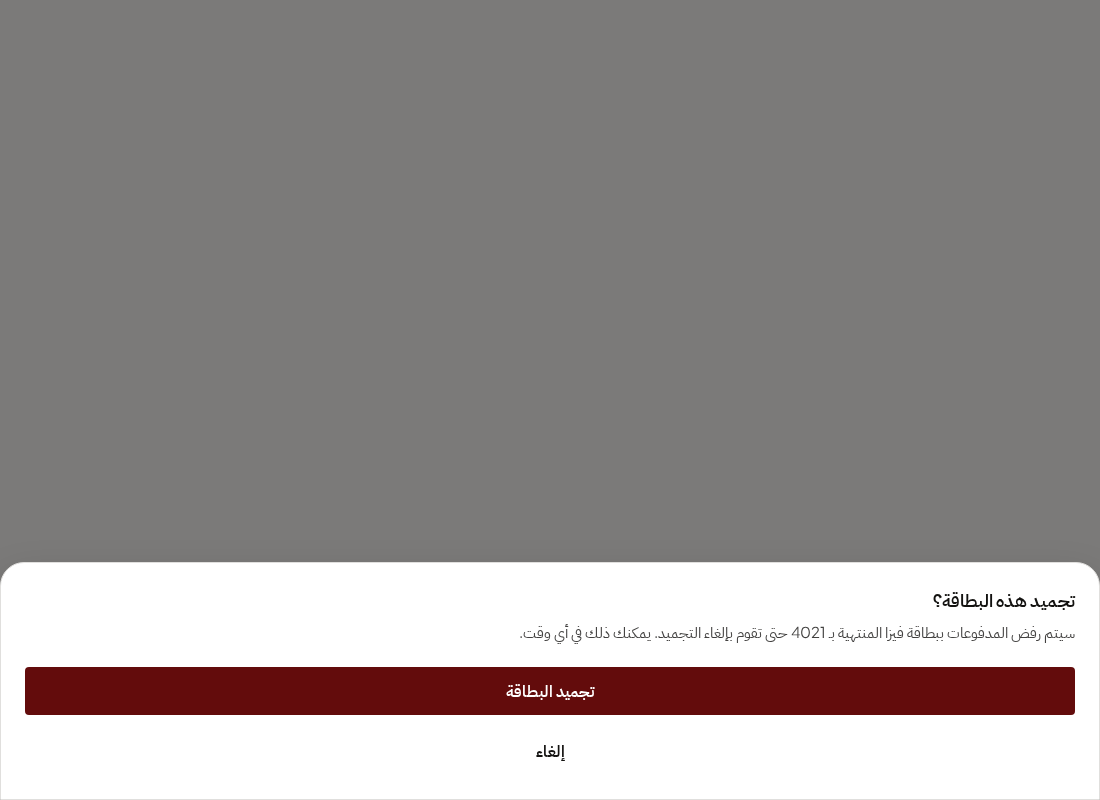 تجميد هذه البطاقة؟
سيتم رفض المدفوعات ببطاقة فيزا المنتهية بـ 4021 حتى تقوم بإلغاء التجميد. يمكنك ذلك في أي وقت.
تجميد البطاقة
إلغاء